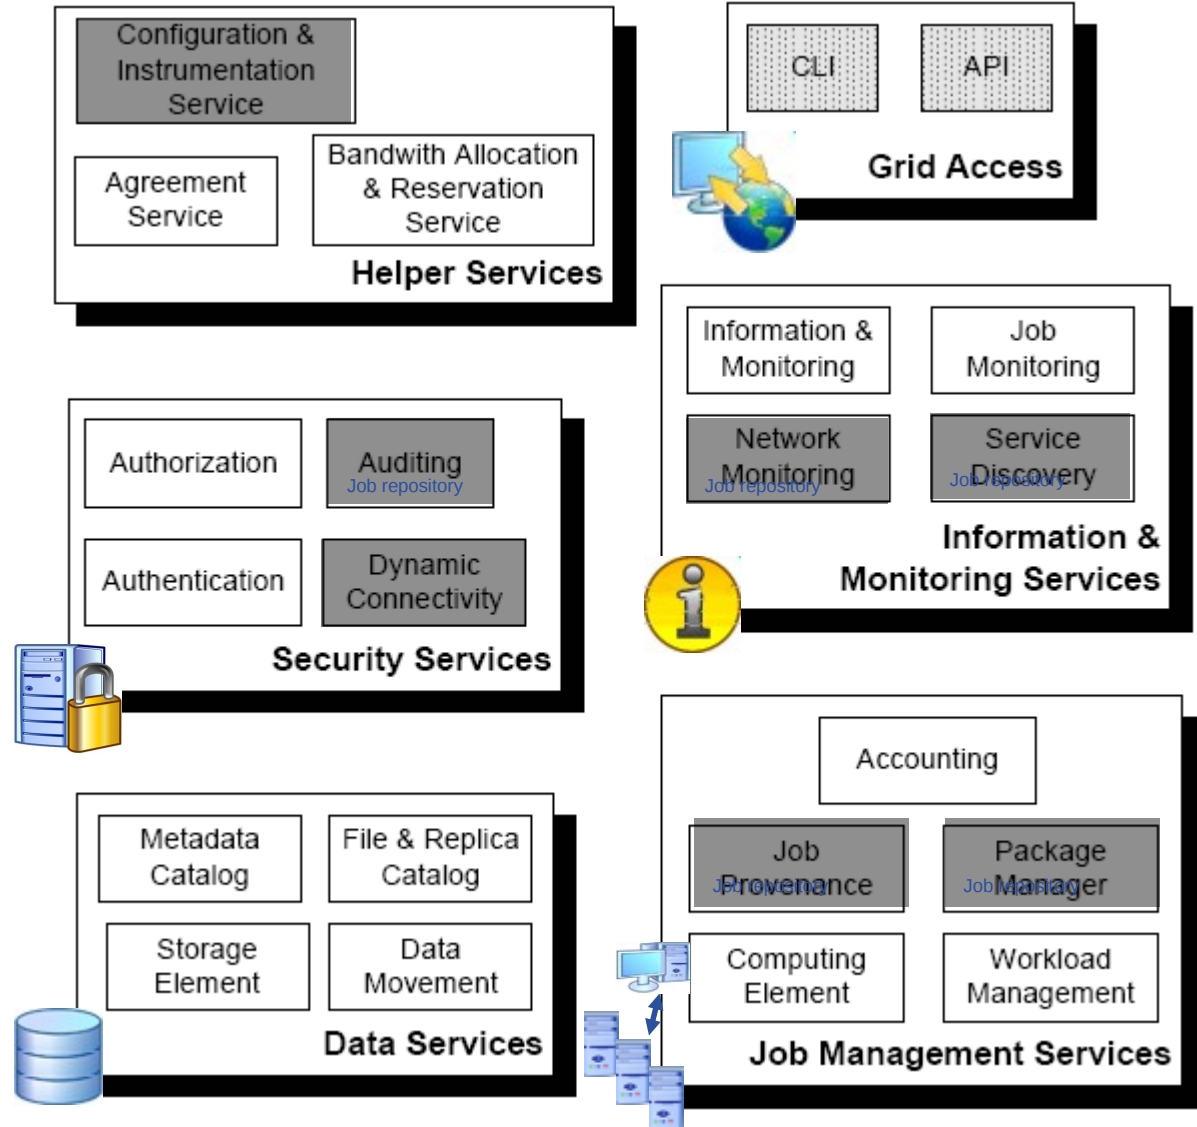 Configuration &
Instrumentation
Service
Agreement
Service
Bandwith Allocation
& Reservation
Service
Helper Services
CLI
API
Grid Access
Information &
Monitoring
Job
Monitoring
Network
Monitoring
Job repository
Service
Discovery
Job repository
Information &
Monitoring Services
Authorization
Auditing
Job repository
Authentication
Dynamic
Connectivity
Security Services
Accounting
Job
Provenance
Job repository
Package
Manager
Job repository
Computing
Element
Workload
Management
Job Management Services
Metadata
Catalog
File & Replica
Catalog
Storage
Element
Data
Movement
Data Services